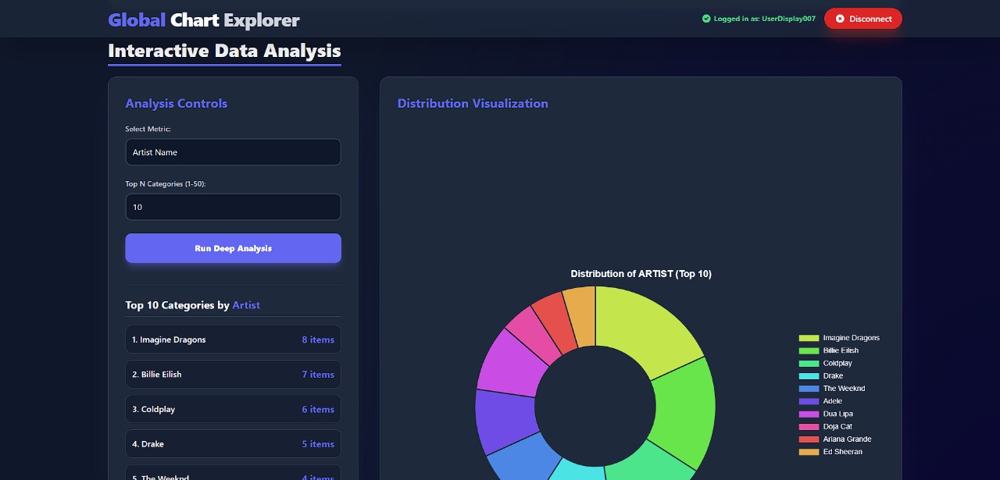 Global Chart Explorer
Logged in as: UserDisplay007
Disconnect
Interactive Data Analysis
Analysis Controls
Select Metric:
Artist Name
Top N Categories (1-50):
10
Run Deep Analysis
Top 10 Categories by Artist
1. Imagine Dragons 8 items
2. Billie Eilish 7 items
3. Coldplay 6 items
4. Drake 5 items
5. The Weeknd 4 items
Distribution Visualization
Distribution of ARTIST (Top 10)
Imagine Dragons
Billie Eilish
Coldplay
Drake
The Weeknd
Adele
Dua Lipa
Doja Cat
Ariana Grande
Ed Sheeran